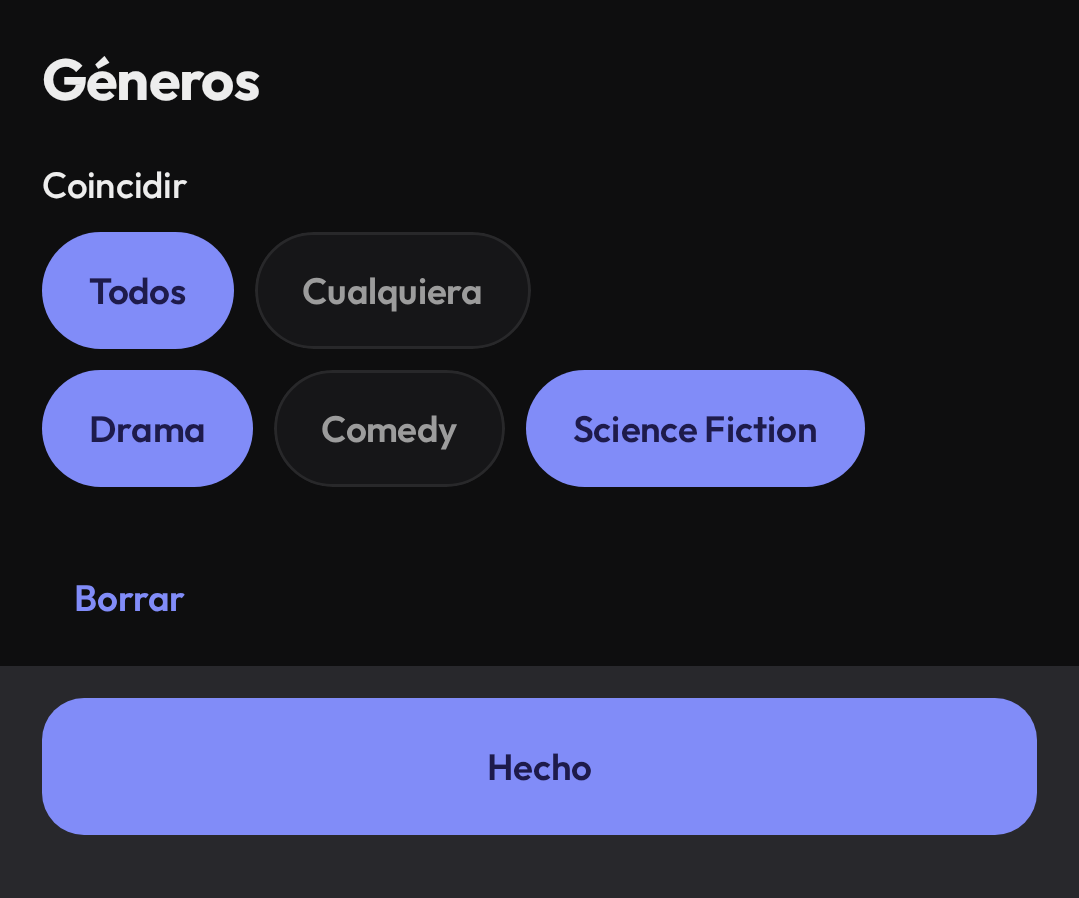 Géneros
Coincidir
Todos Cualquiera
Drama Comedy Science Fiction
Borrar
Hecho